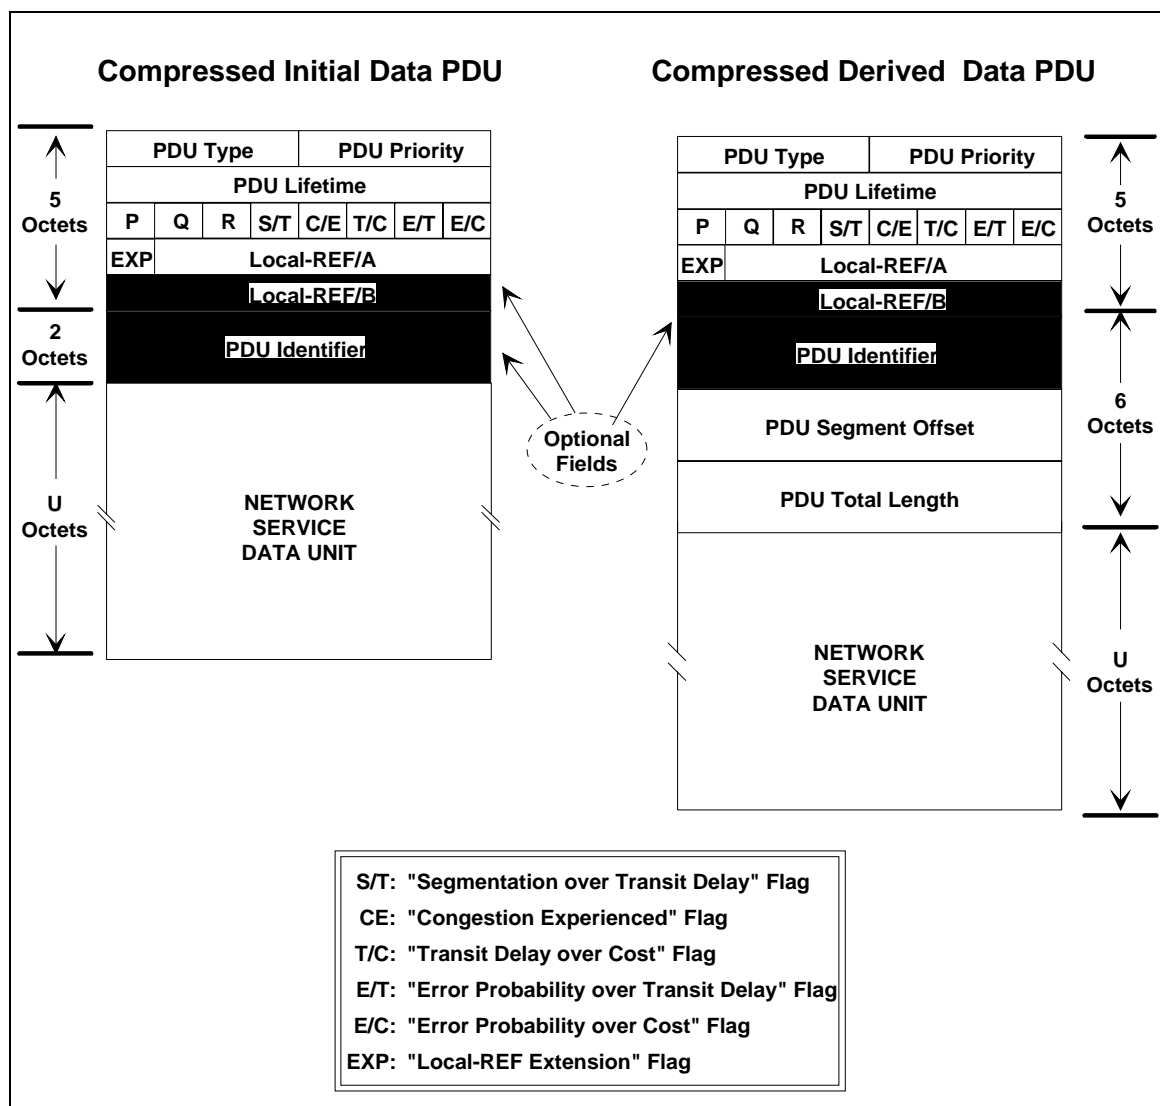 Compressed Initial Data PDU
5
Octets
2
Octets
U
Octets
PDU Type PDU Priority
PDU Lifetime
P Q R S/T C/E T/C E/T E/C
EXP Local-REF/A
Local-REF/B
PDU Identifier
NETWORK
SERVICE
DATA UNIT
Optional
Fields
Compressed Derived Data PDU
PDU Type PDU Priority
PDU Lifetime
P Q R S/T C/E T/C E/T E/C
EXP Local-REF/A
Local-REF/B
PDU Identifier
PDU Segment Offset
PDU Total Length
NETWORK
SERVICE
DATA UNIT
5
Octets
6
Octets
U
Octets
S/T: "Segmentation over Transit Delay" Flag
CE: "Congestion Experienced" Flag
T/C: "Transit Delay over Cost" Flag
E/T: "Error Probability over Transit Delay" Flag
E/C: "Error Probability over Cost" Flag
EXP: "Local-REF Extension" Flag